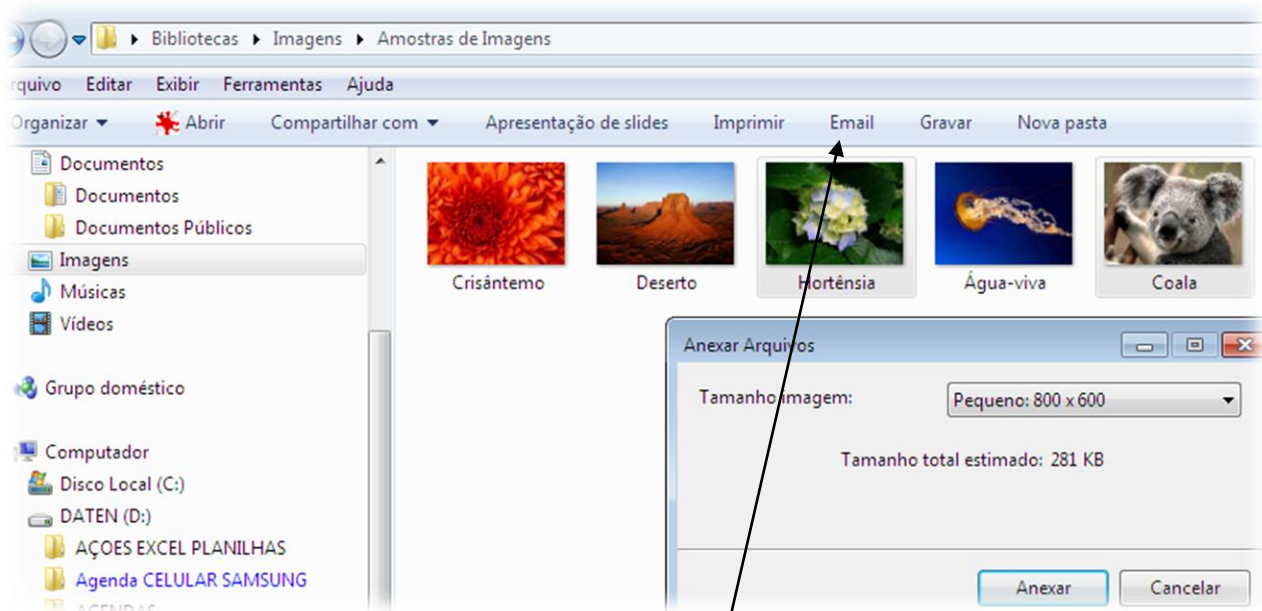 Bibliotecas Imagens Amostras de Imagens
rquivo Editar Exibir Ferramentas Ajuda
Organizar Abrir Compartilhar com Apresentação de slides Imprimir Email Gravar Nova pasta
Documentos
Documentos
Documentos Públicos
Imagens
Músicas
Vídeos
Grupo doméstico
Computador
Disco Local (C:)
DATEN (D:)
AÇOES EXCEL PLANILHAS
Agenda CELULAR SAMSUNG
AGENDAS
Crisântemo Deserto Hortênsia Água-viva Coala
Anexar Arquivos
Tamanho imagem: Pequeno: 800 x 600
Tamanho total estimado: 281 KB
Anexar Cancelar